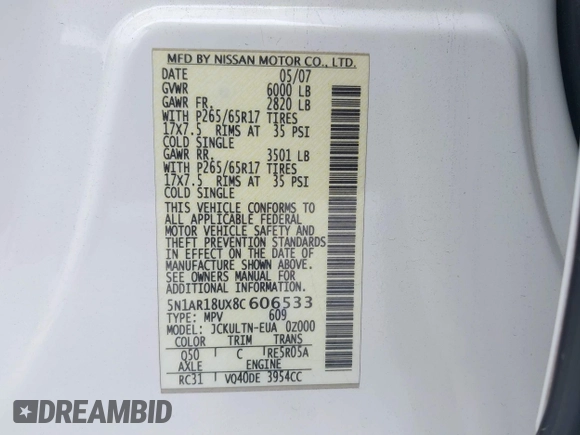 MFD BY NISSAN MOTOR CO., LTD.
DATE 05/07
GVWR 6000 LB
GAWR FR. 2820 LB
WITH P265/65R17 TIRES
17X7.5 RIMS AT 35 PSI
COLD SINGLE
GAWR RR. 3501 LB
WITH P265/65R17 TIRES
17X7.5 RIMS AT 35 PSI
COLD SINGLE
THIS VEHICLE CONFORMS TO
ALL APPLICABLE FEDERAL
MOTOR VEHICLE SAFETY AND
THEFT PREVENTION STANDARDS
IN EFFECT ON THE DATE OF
MANUFACTURE SHOWN ABOVE.
SEE OWNERS MANUAL FOR
ADDITIONAL INFORMATION.
5N1AR18UX8C606533
TYPE: MPV 609
MODEL: JCKULTN-EUA 0Z000
COLOR TRIM TRANS
Q50 C RE5R05A
AXLE ENGINE
RC31 VQ40DE 3954CC
DREAMBID